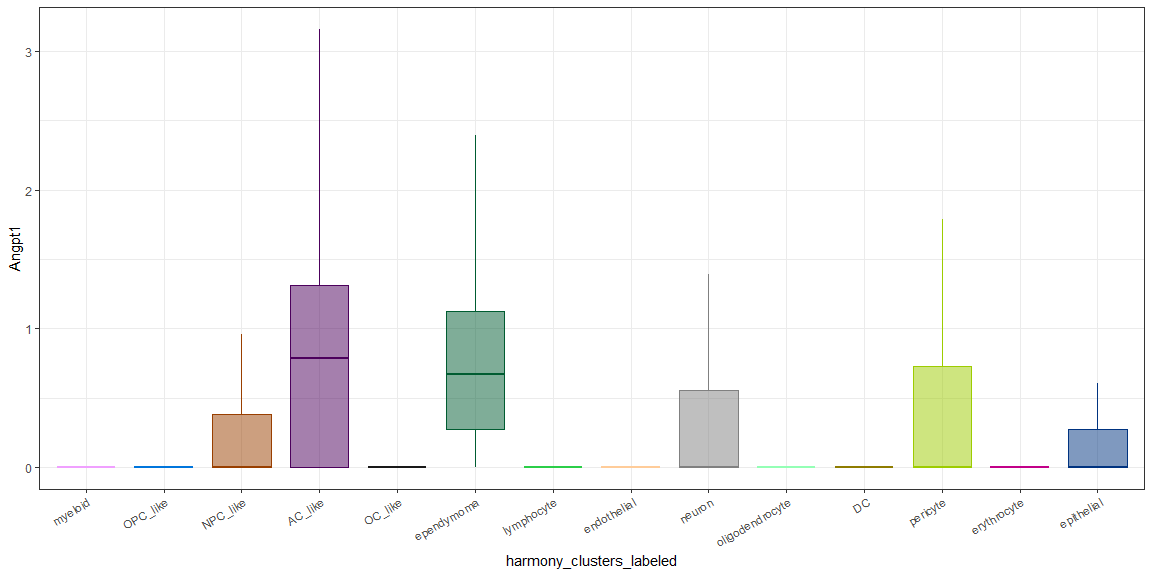 3
2
1
0
Angpt1
myeloid
OPC_like
NPC_like
AC_like
OC_like
ependymoma
lymphocyte
endothelial
neuron
oligodendrocyte
DC
pericyte
erythrocyte
epithelial
harmony_clusters_labeled